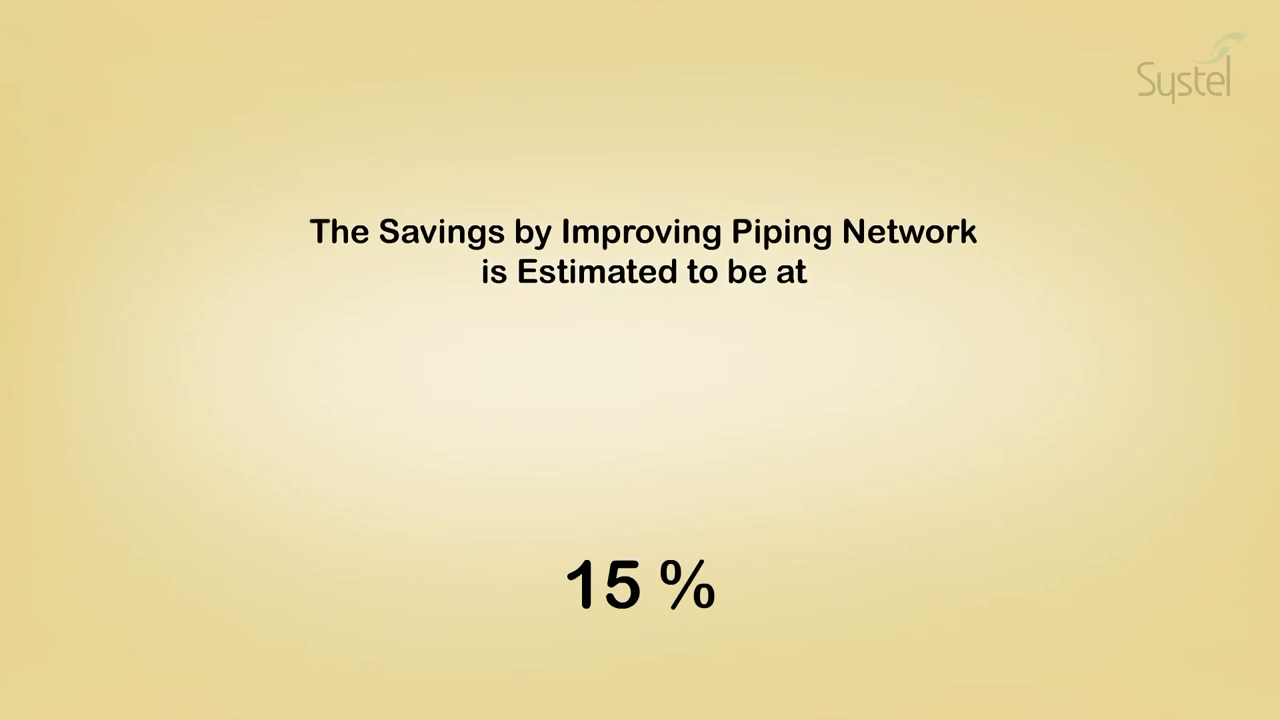 Systel
The Savings by Improving Piping Network
is Estimated to be at
15 %